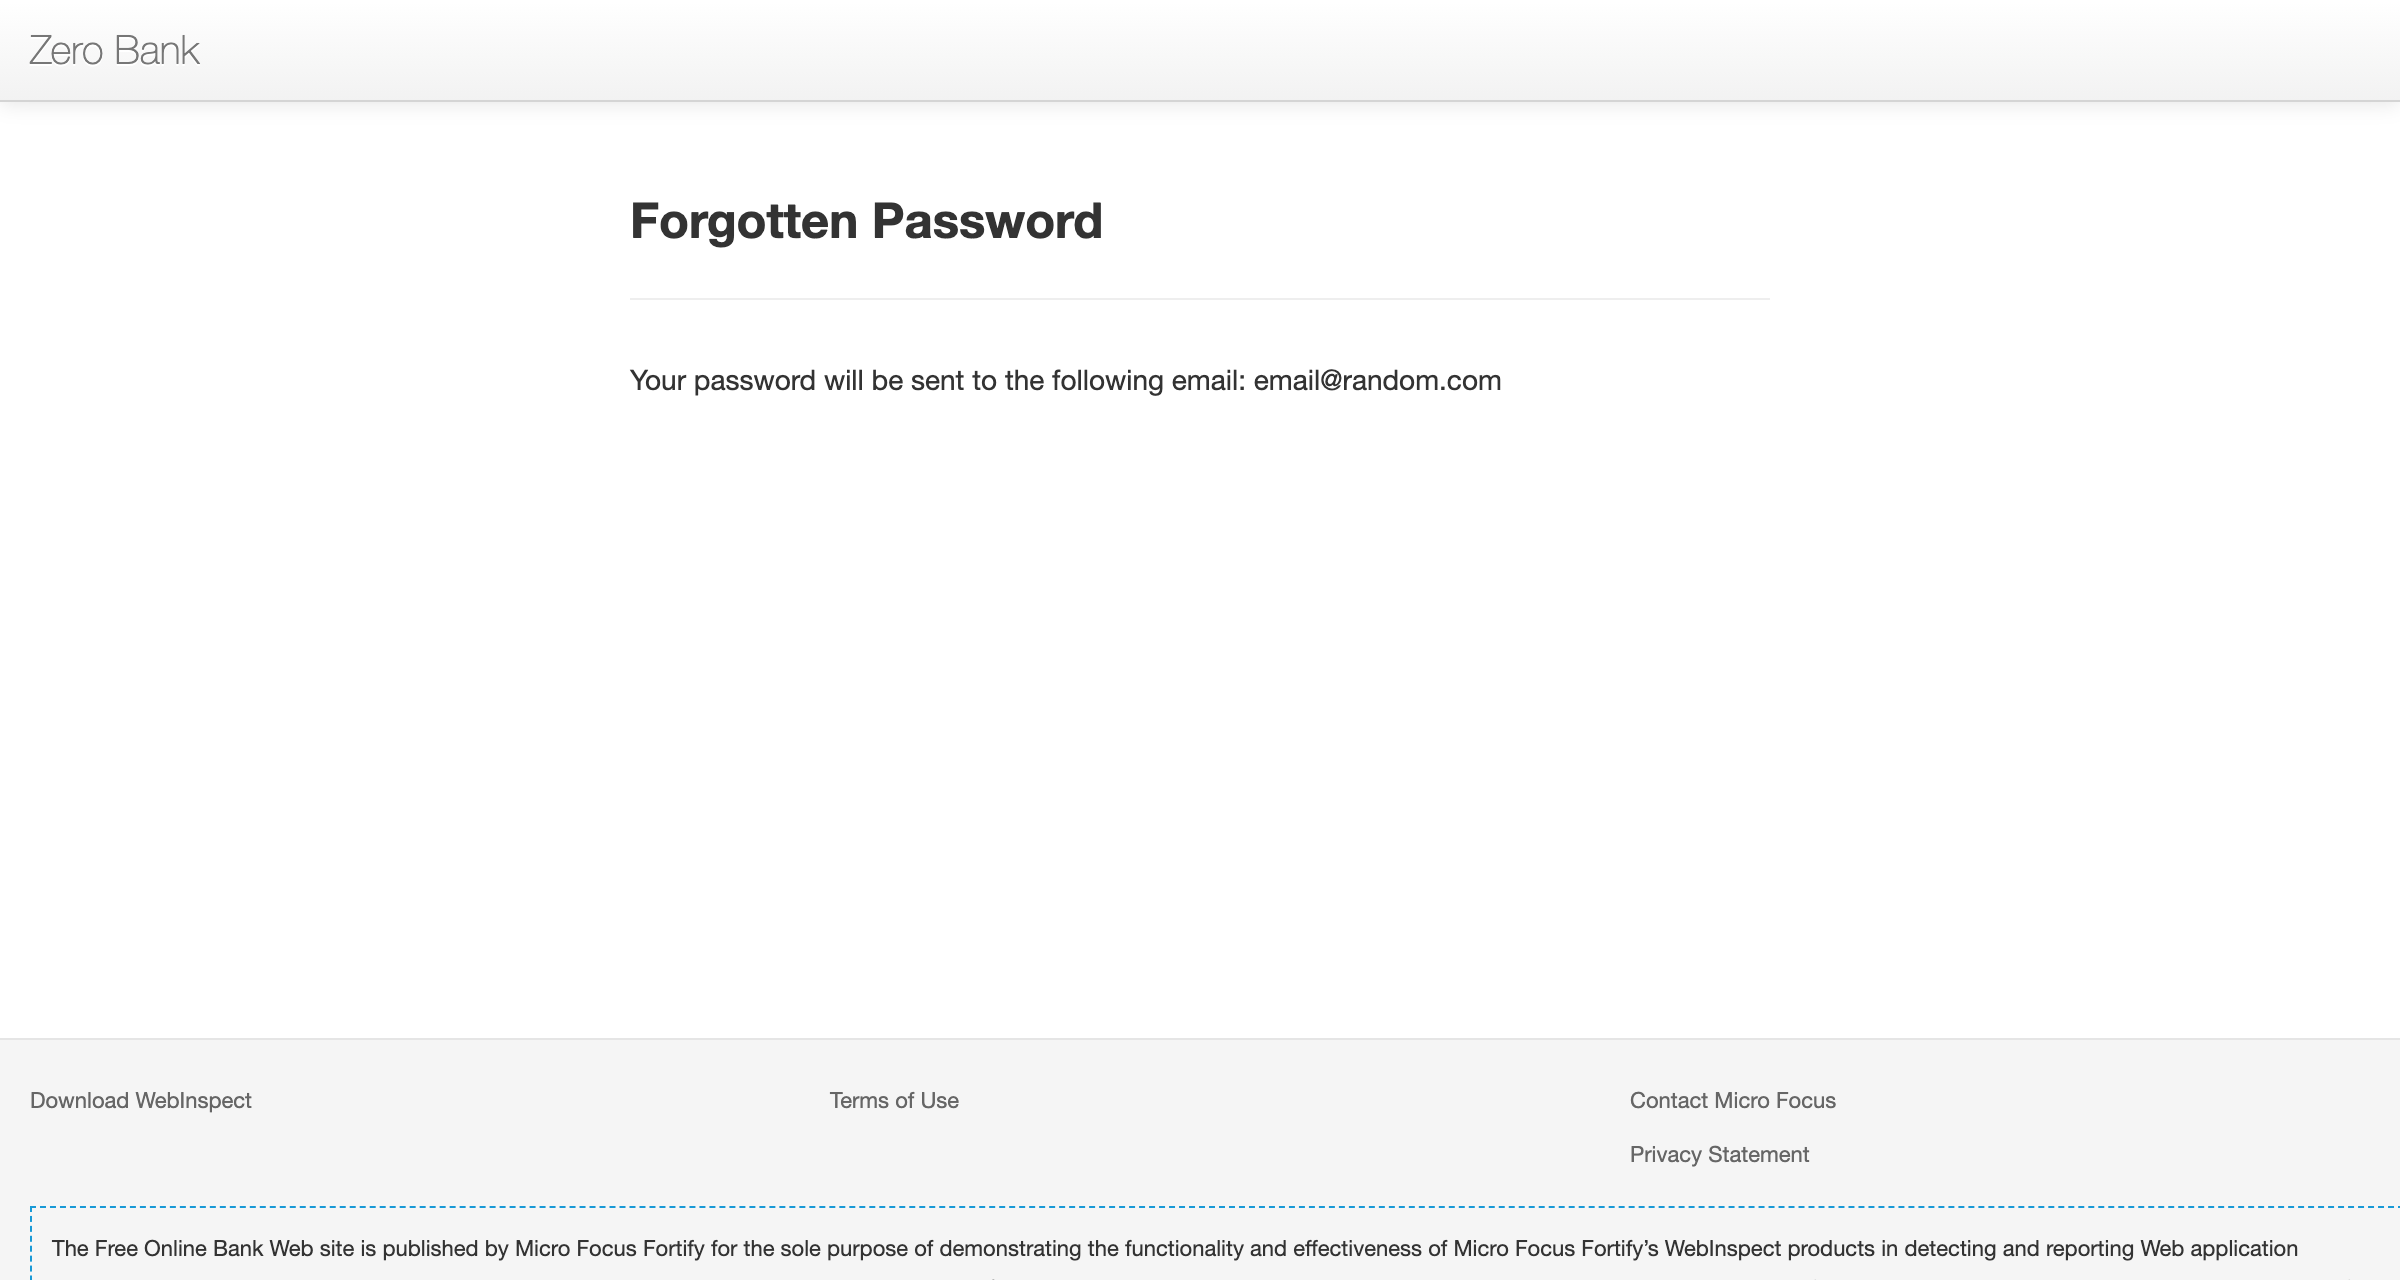 Zero Bank
Forgotten Password
Your password will be sent to the following email: email@random.com
Download WebInspect
Terms of Use
Contact Micro Focus
Privacy Statement
The Free Online Bank Web site is published by Micro Focus Fortify for the sole purpose of demonstrating the functionality and effectiveness of Micro Focus Fortify’s WebInspect products in detecting and reporting Web application